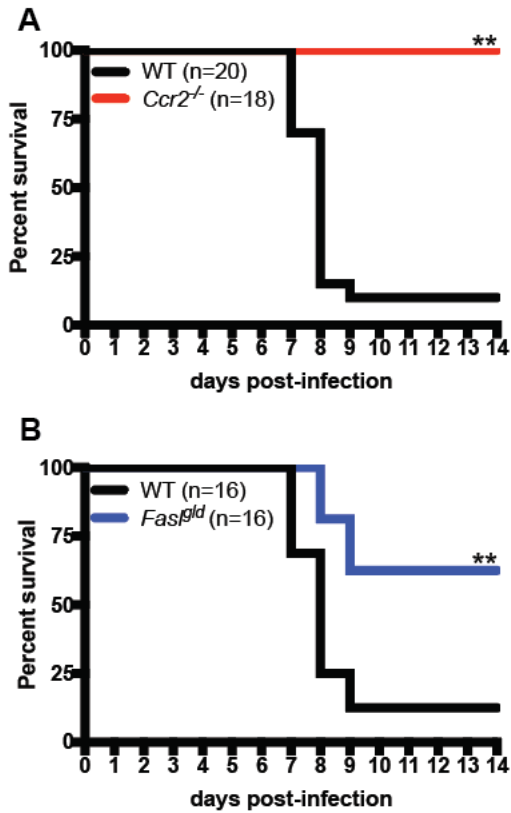 A
**
100
WT (n=20)
Ccr2-/- (n=18)
75
50
25
0
Percent survival
0 1 2 3 4 5 6 7 8 9 10 11 12 13 14
days post-infection
B
100
WT (n=16)
Faslgld (n=16)
75
**
50
25
0
Percent survival
0 1 2 3 4 5 6 7 8 9 10 11 12 13 14
days post-infection